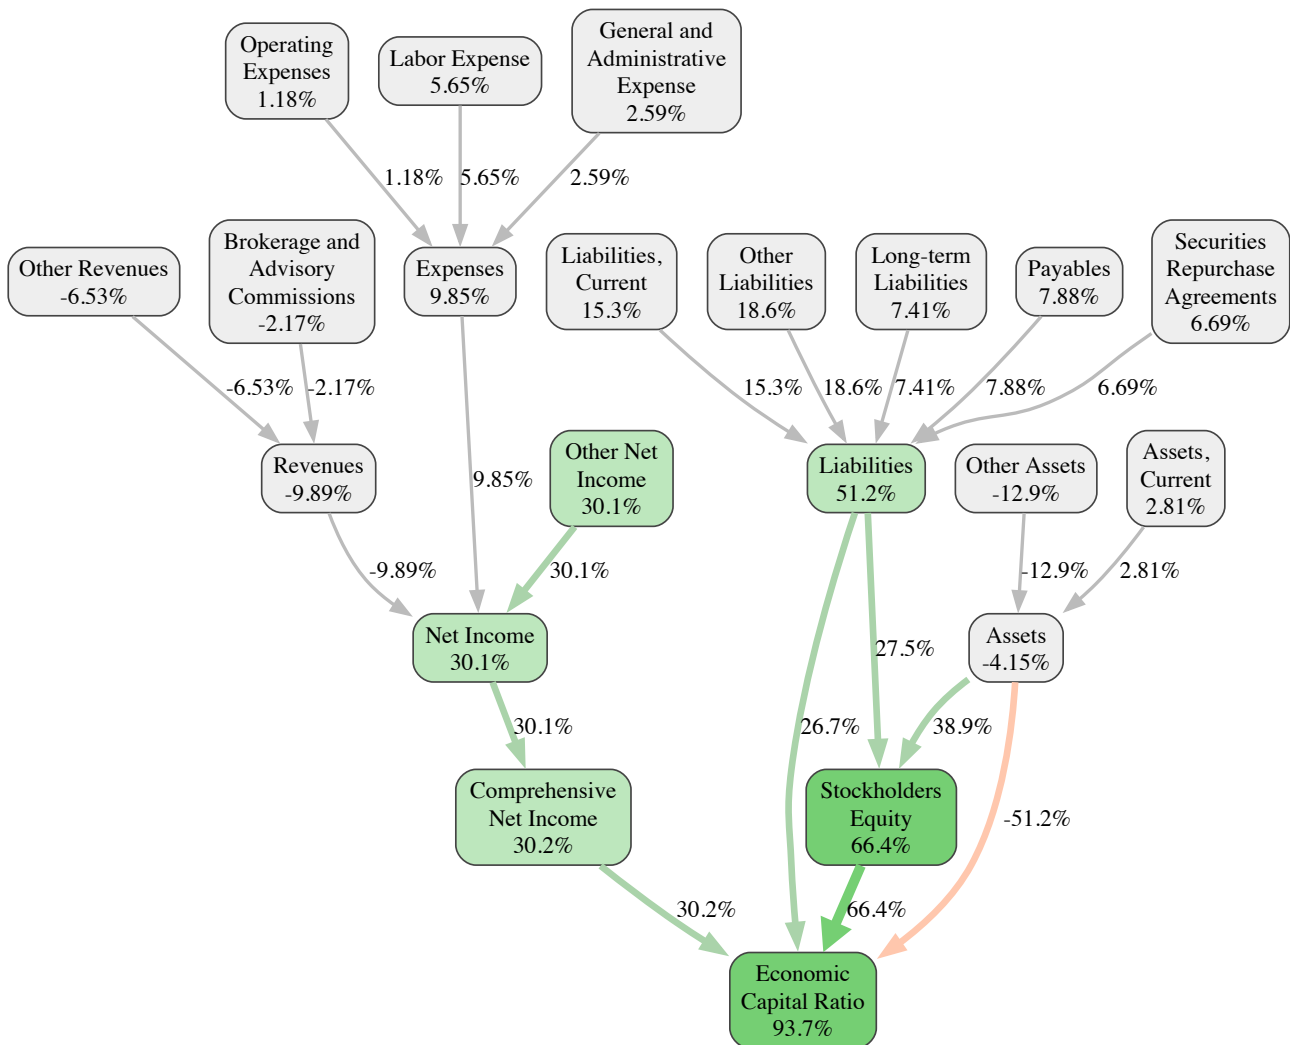 Operating
Expenses
1.18%
Labor Expense
5.65%
General and
Administrative
Expense
2.59%
1.18%
5.65%
2.59%
Other Revenues
-6.53%
Brokerage and
Advisory
Commissions
-2.17%
Expenses
9.85%
Liabilities,
Current
15.3%
Other
Liabilities
18.6%
Long-term
Liabilities
7.41%
Payables
7.88%
Securities
Repurchase
Agreements
6.69%
-6.53%
-2.17%
15.3%
18.6%
7.41%
7.88%
6.69%
Revenues
-9.89%
9.85%
Other Net
Income
30.1%
Liabilities
51.2%
Other Assets
-12.9%
Assets,
Current
2.81%
-9.89%
30.1%
-12.9%
2.81%
Net Income
30.1%
27.5%
Assets
-4.15%
30.1%
26.7%
38.9%
Comprehensive
Net Income
30.2%
Stockholders
Equity
66.4%
-51.2%
30.2%
66.4%
Economic
Capital Ratio
93.7%